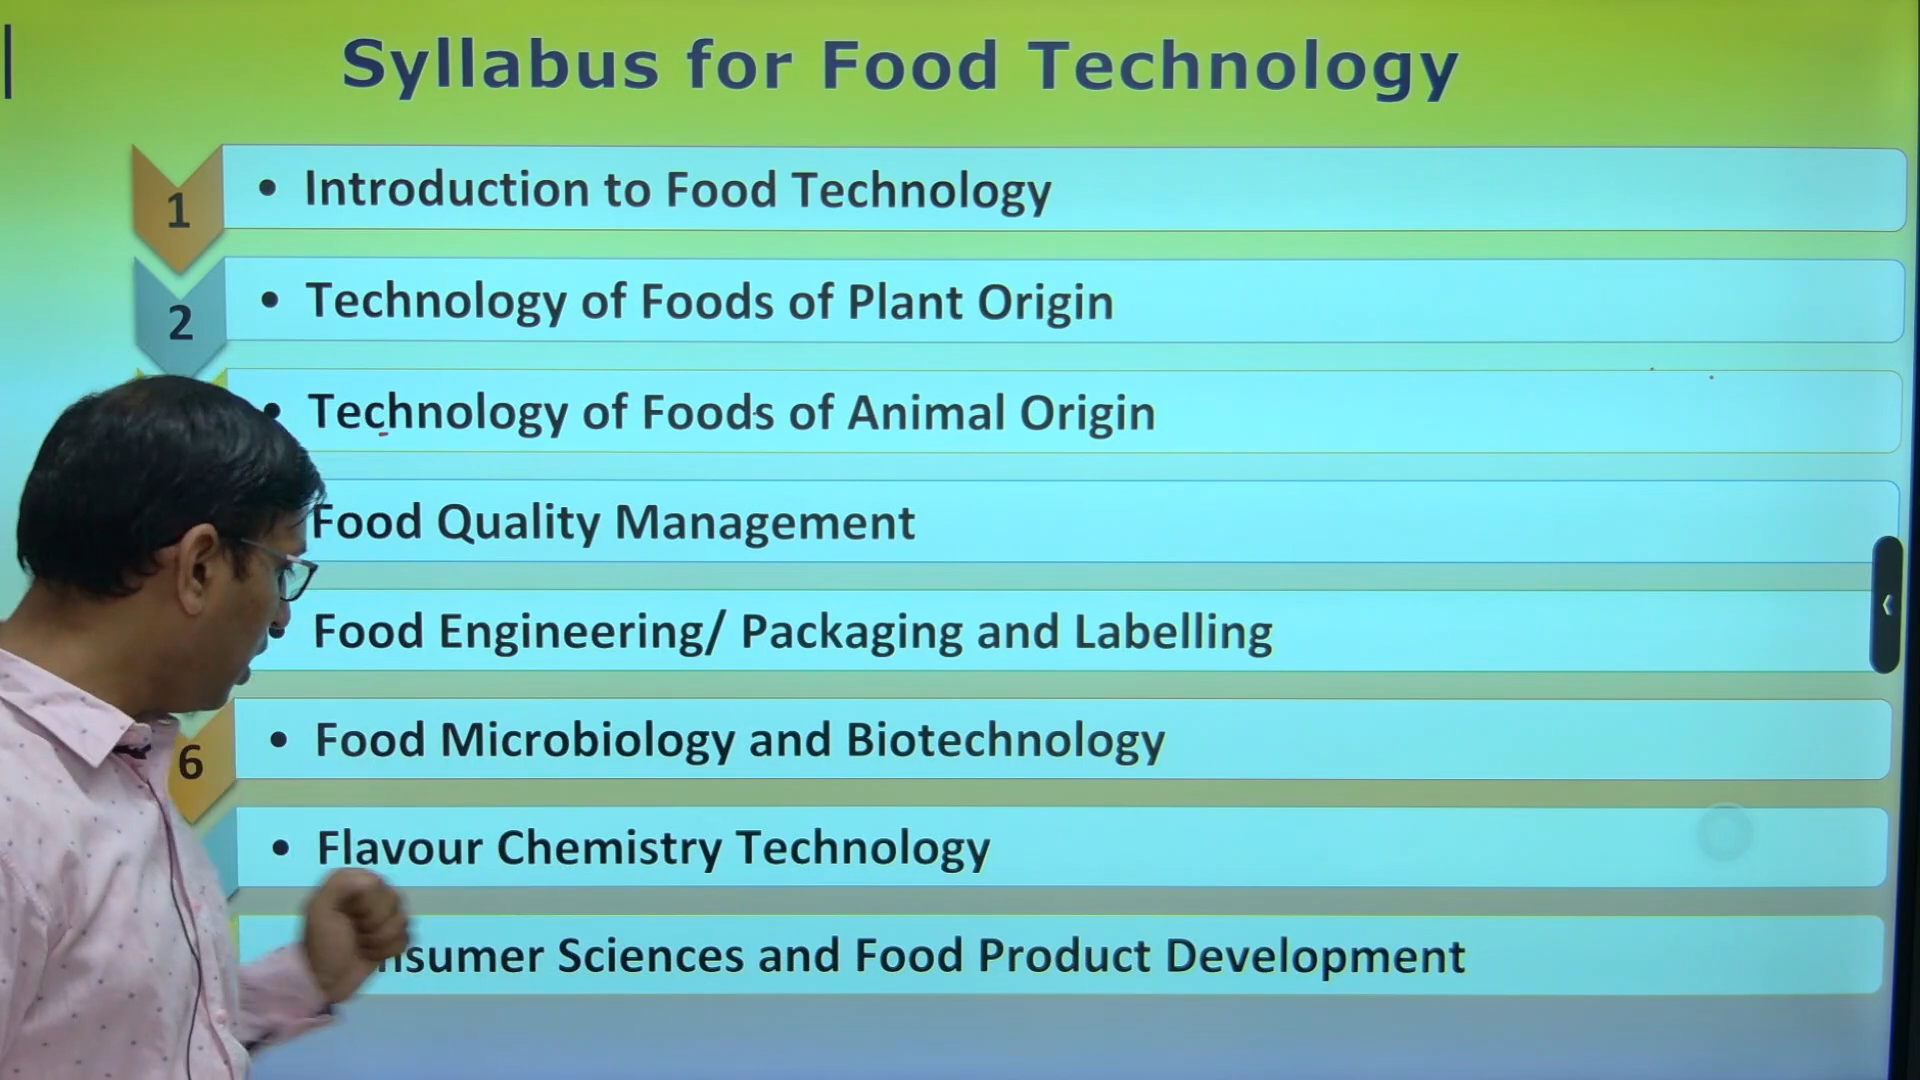 Syllabus for Food Technology
1 • Introduction to Food Technology
2 • Technology of Foods of Plant Origin
• Technology of Foods of Animal Origin
Food Quality Management
• Food Engineering/ Packaging and Labelling
6 • Food Microbiology and Biotechnology
• Flavour Chemistry Technology
Sciences and Food Product Development